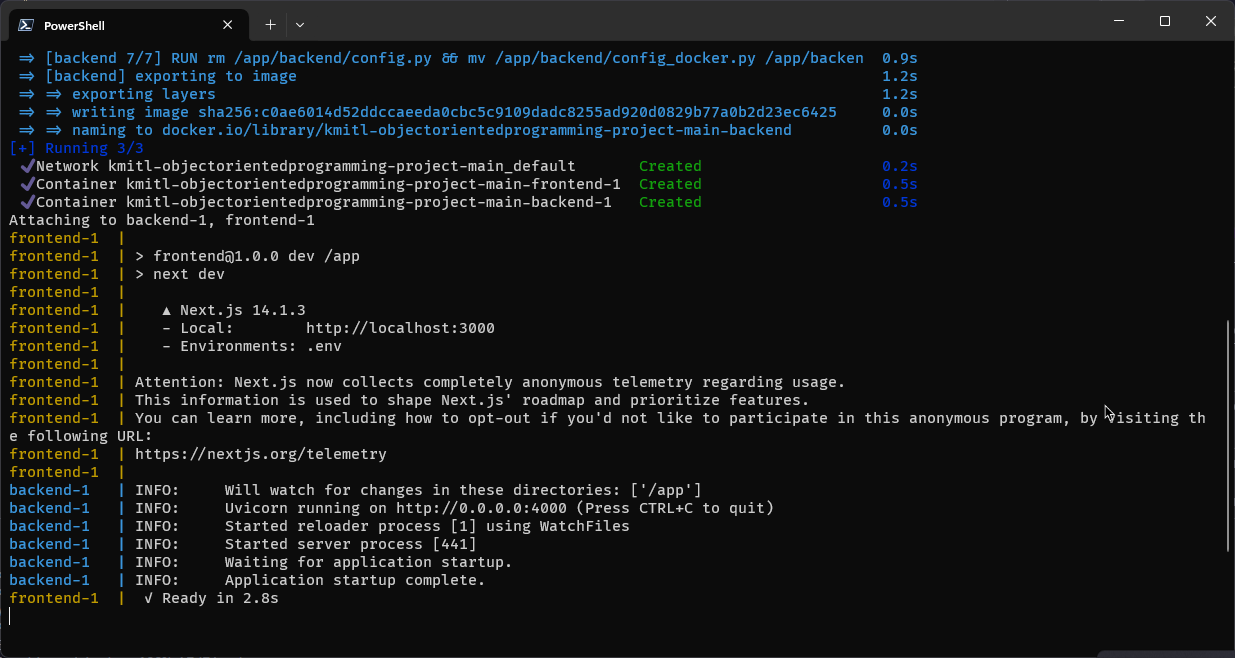 PowerShell
=> [backend 7/7] RUN rm /app/backend/config.py && mv /app/backend/config_docker.py /app/backen 0.9s
=> [backend] exporting to image 1.2s
=> => exporting layers 1.2s
=> => writing image sha256:c0ae6014d52ddccaeeda0cbc5c9109dadc8255ad920d0829b77a0b2d23ec6425 0.0s
=> => naming to docker.io/library/kmitl-objectorientedprogramming-project-main-backend 0.0s
[+] Running 3/3
✔Network kmitl-objectorientedprogramming-project-main_default Created 0.2s
✔Container kmitl-objectorientedprogramming-project-main-frontend-1 Created 0.5s
✔Container kmitl-objectorientedprogramming-project-main-backend-1 Created 0.5s
Attaching to backend-1, frontend-1
frontend-1 |
frontend-1 | > frontend@1.0.0 dev /app
frontend-1 | > next dev
frontend-1 |
frontend-1 | ▲ Next.js 14.1.3
frontend-1 | - Local: http://localhost:3000
frontend-1 | - Environments: .env
frontend-1 |
frontend-1 | Attention: Next.js now collects completely anonymous telemetry regarding usage.
frontend-1 | This information is used to shape Next.js' roadmap and prioritize features.
frontend-1 | You can learn more, including how to opt-out if you'd not like to participate in this anonymous program, by visiting th
e following URL:
frontend-1 | https://nextjs.org/telemetry
frontend-1 |
backend-1 | INFO: Will watch for changes in these directories: ['/app']
backend-1 | INFO: Uvicorn running on http://0.0.0.0:4000 (Press CTRL+C to quit)
backend-1 | INFO: Started reloader process [1] using WatchFiles
backend-1 | INFO: Started server process [441]
backend-1 | INFO: Waiting for application startup.
backend-1 | INFO: Application startup complete.
frontend-1 | √ Ready in 2.8s